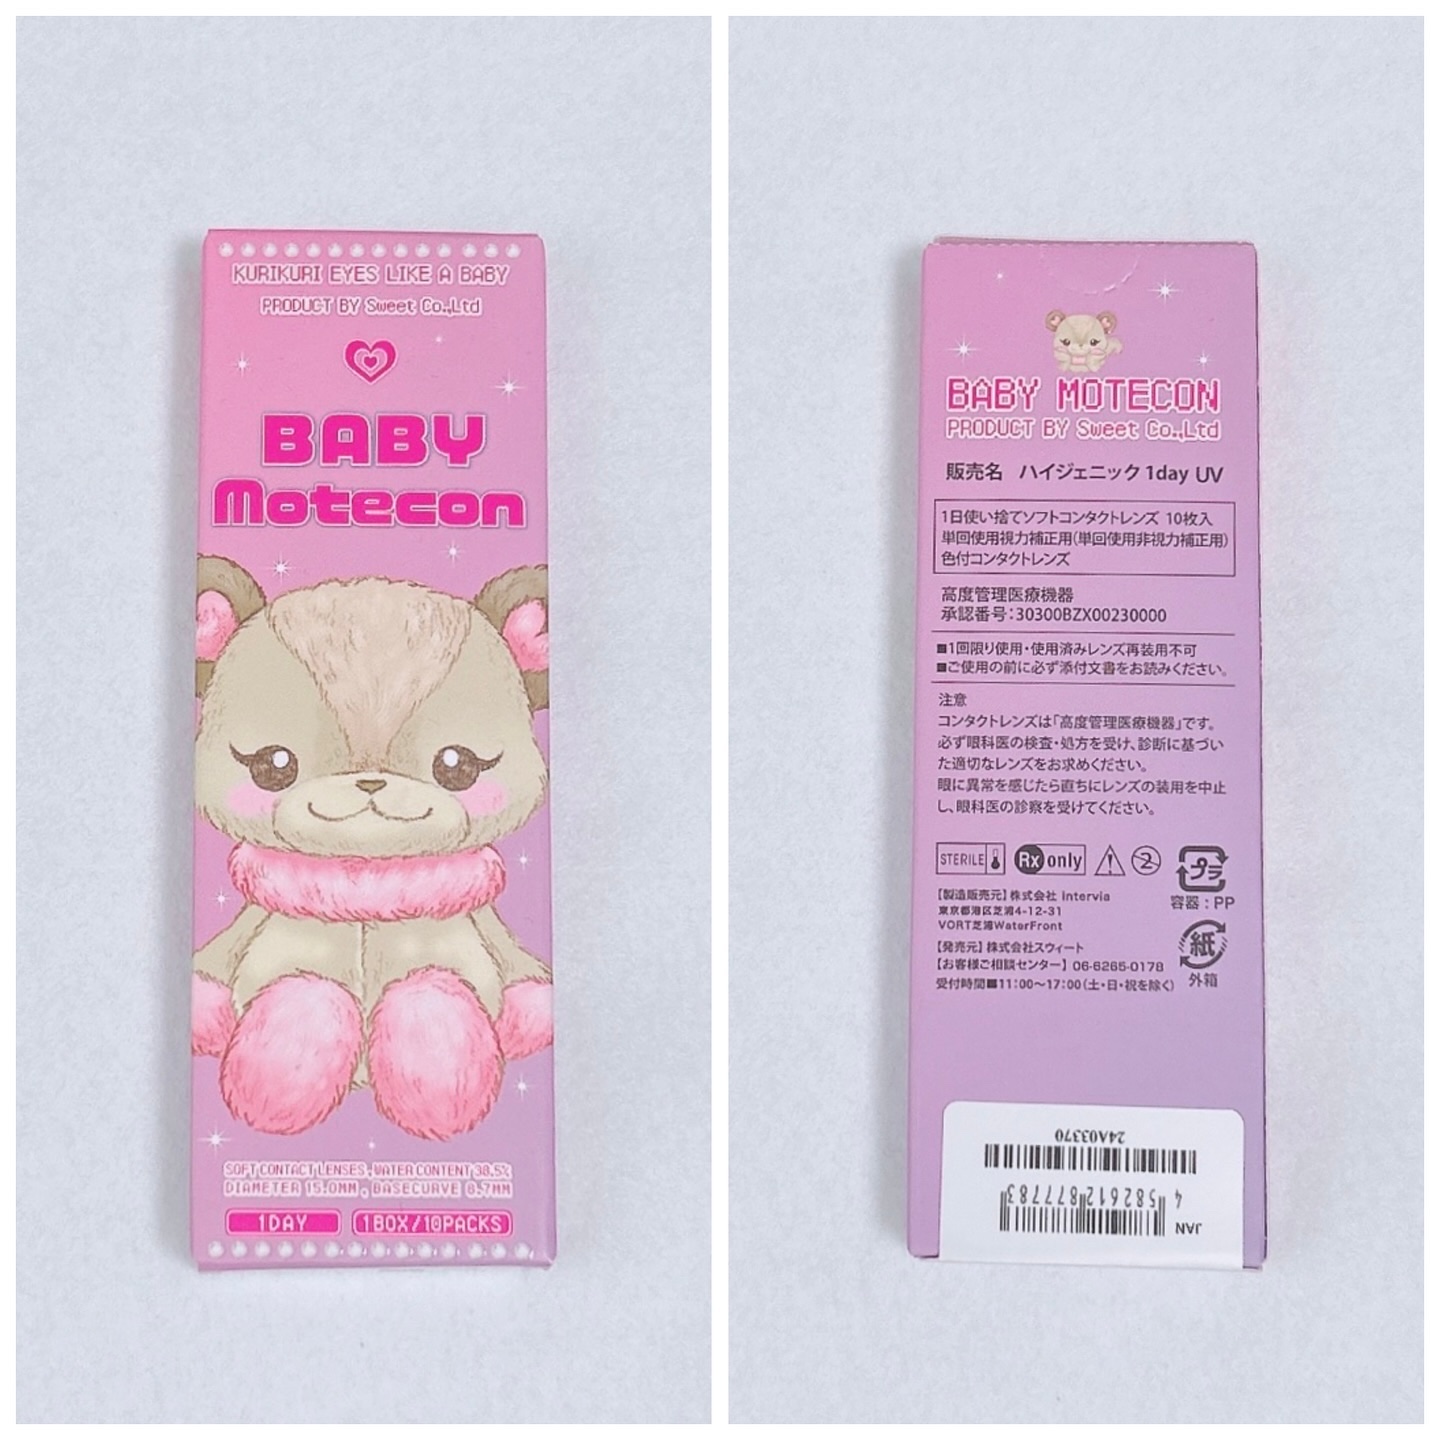 KURIKURI EYES LIKE A BABY
PRODUCT BY Sweet Co.,Ltd
BABY
Motecon
SOFT CONTACT LENSES , WATER CONTENT 38.5%
DIAMETER 15.0MM , BASECURVE 8.7MM
1DAY
1BOX/10PACKS
BABY MOTECON
PRODUCT BY Sweet Co.,Ltd
販売名 ハイジェニック 1day UV
1日使い捨てソフトコンタクトレンズ 10枚入
単回使用視力補正用(単回使用非視力補正用)
色付コンタクトレンズ
高度管理医療機器
承認番号:30300BZX00230000
■1回限り使用・使用済みレンズ再装用不可
■ご使用の前に必ず添付文書をお読みください。
注意
コンタクトレンズは「高度管理医療機器」です。
必ず眼科医の検査・処方を受け、診断に基づい
た適切なレンズをお求めください。
眼に異常を感じたら直ちにレンズの装用を中止
し、眼科医の診察を受けてください。
STERILE
Rx only
2
プラ
容器:PP
【製造販売元】株式会社 Intervia
東京都港区芝浦4-12-31
VORT芝浦WaterFront
【発売元】株式会社スウィート
【お客様ご相談センター】 06-6265-0178
受付時間■11:00〜17:00(土・日・祝を除く)
紙
外箱
24A03370
4 582612 877783
JAN